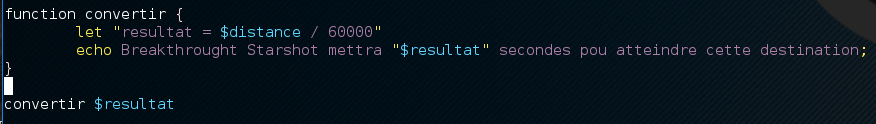 function convertir {
let "resultat = $distance / 60000"
echo Breakthrought Starshot mettra "$resultat" secondes pou atteindre cette destination;
}
convertir $resultat